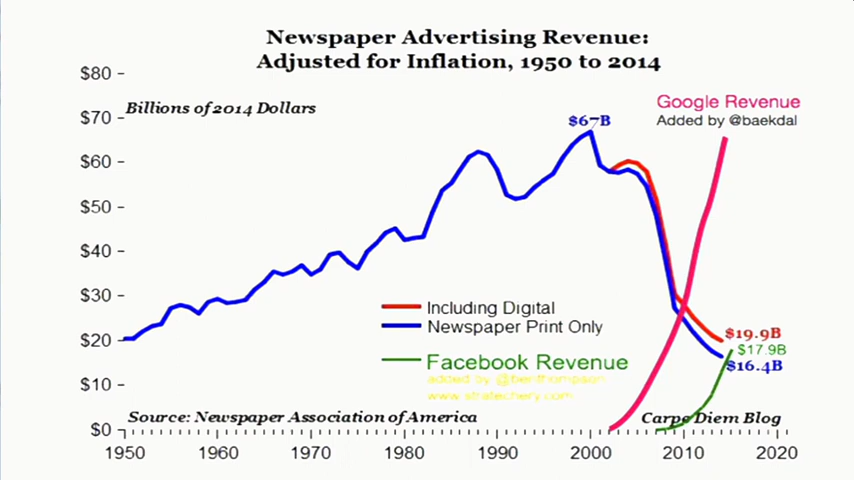 Newspaper Advertising Revenue:
Adjusted for Inflation, 1950 to 2014
$80
$70
$60
$50
$40
$30
$20
$10
$0
Billions of 2014 Dollars
$67B
Google Revenue
Added by @baekdal
Including Digital
Newspaper Print Only
Facebook Revenue
added by @benthompson
www.stratechery.com
$19.9B
$17.9B
$16.4B
Source: Newspaper Association of America
Carpe Diem Blog
1950 1960 1970 1980 1990 2000 2010 2020